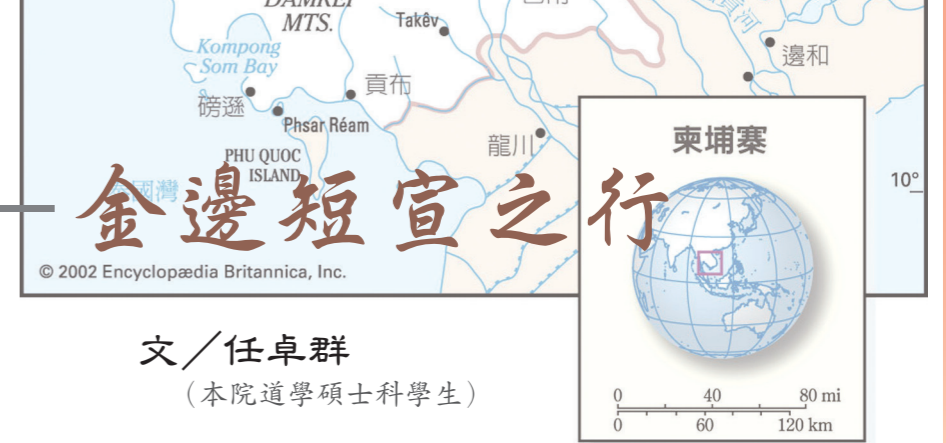 DAMREI
MTS.
Takêv
Kompong
Som Bay
邊和
貢布
磅遜
Phsar Réam
龍川
柬埔寨
PHU QUOC
ISLAND
國灣
10°
金邊短宣之行
© 2002 Encyclopædia Britannica, Inc.
文／任卓群
（本院道學碩士科學生）
0 40 80 mi
0 60 120 km